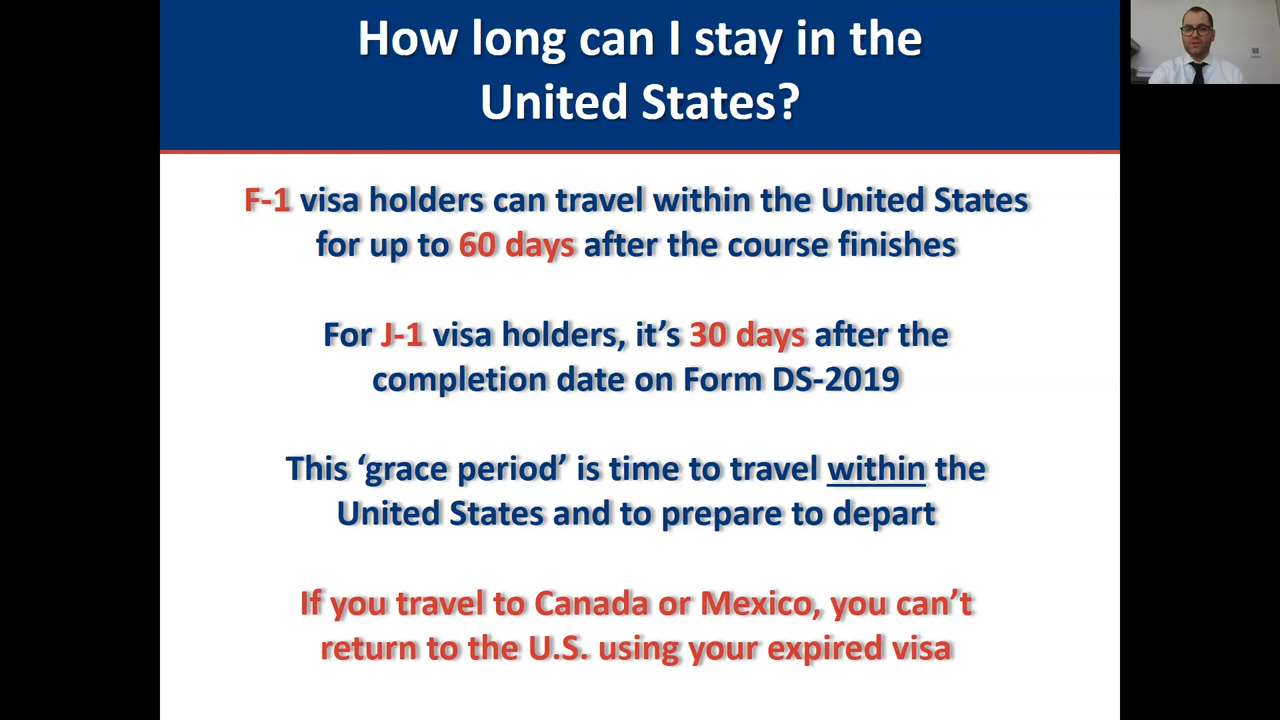 How long can I stay in the
United States?
F-1 visa holders can travel within the United States
for up to 60 days after the course finishes
For J-1 visa holders, it’s 30 days after the
completion date on Form DS-2019
This ‘grace period’ is time to travel within the
United States and to prepare to depart
If you travel to Canada or Mexico, you can’t
return to the U.S. using your expired visa